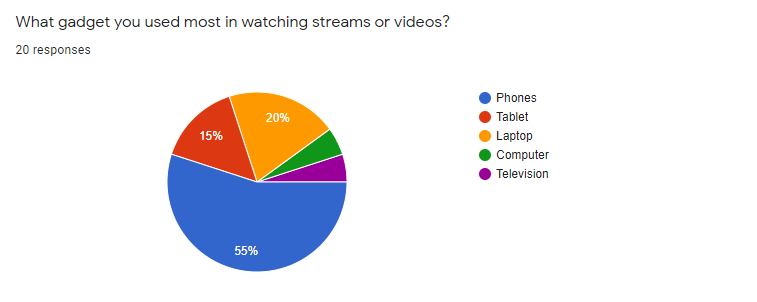 What gadget you used most in watching streams or videos?
20 responses
20%
15%
55%
Phones
Tablet
Laptop
Computer
Television